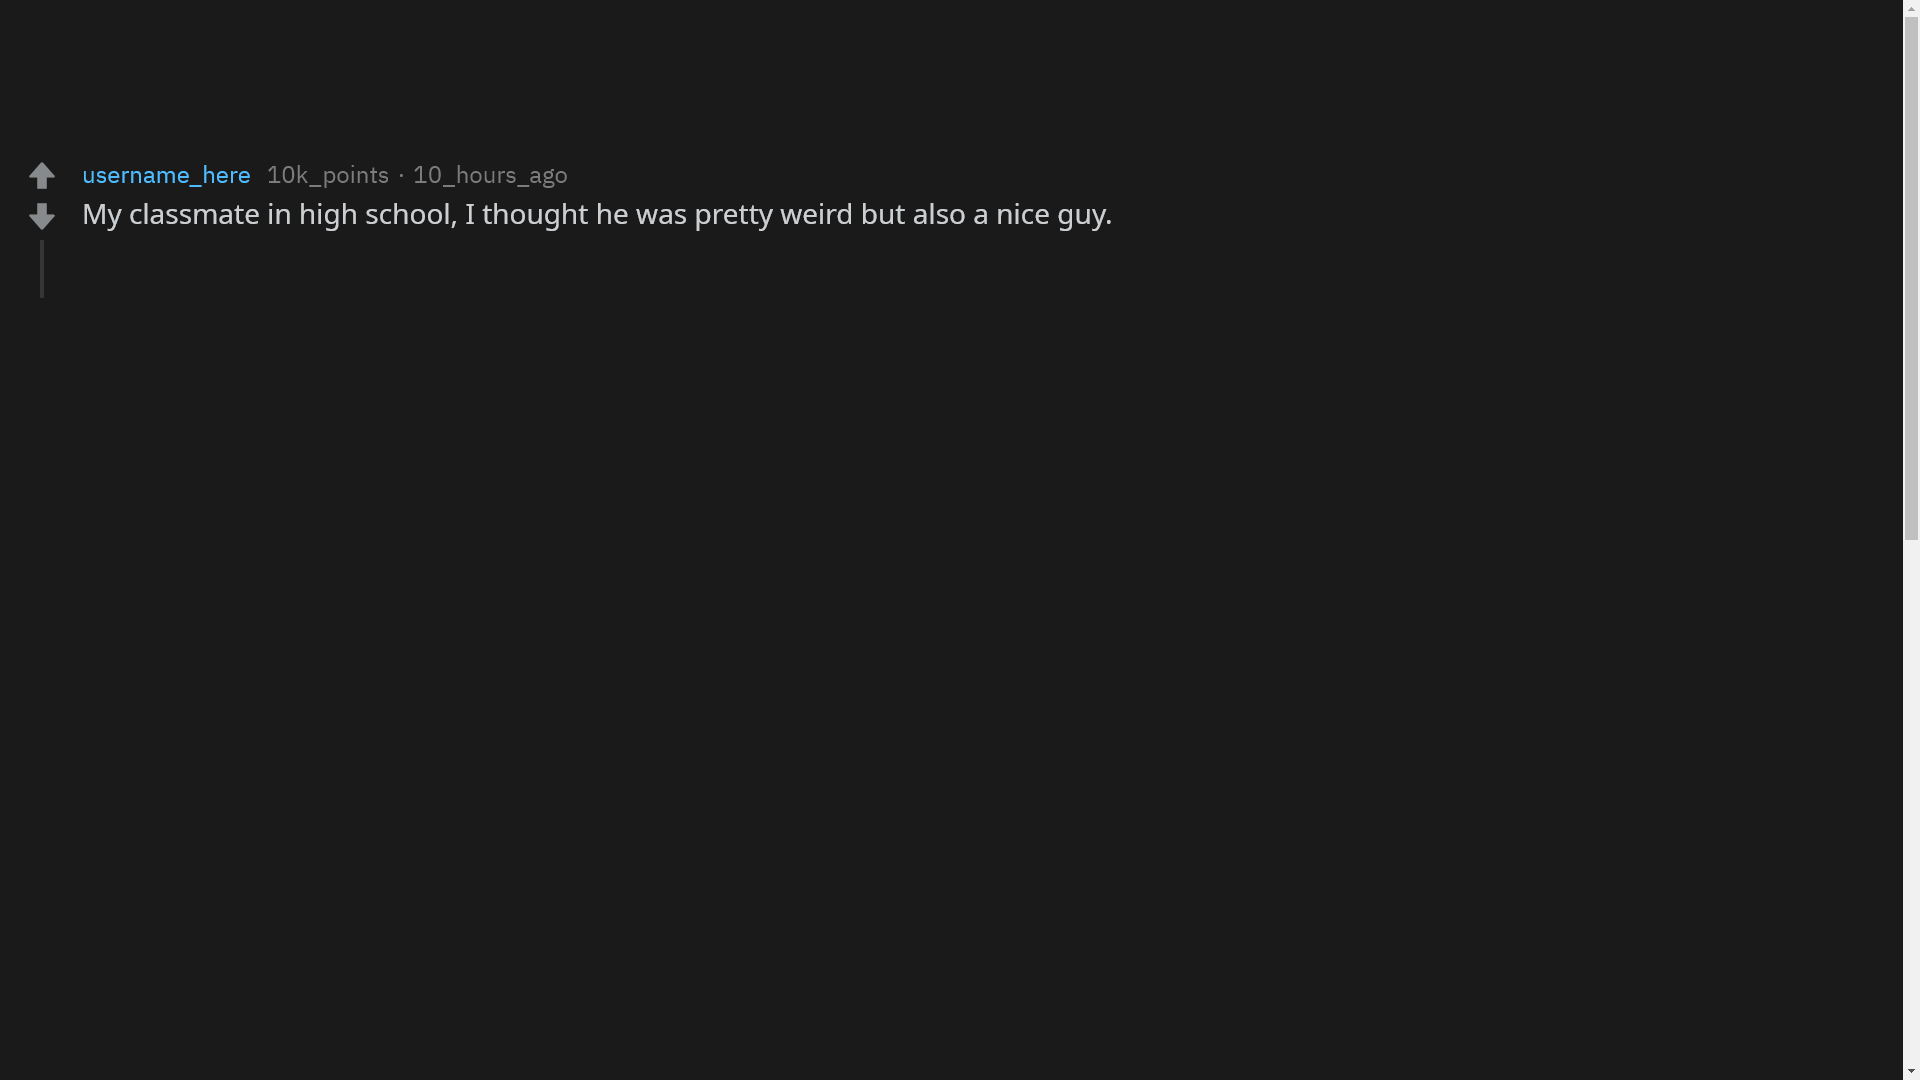 username_here 10k_points · 10_hours_ago
My classmate in high school, I thought he was pretty weird but also a nice guy.